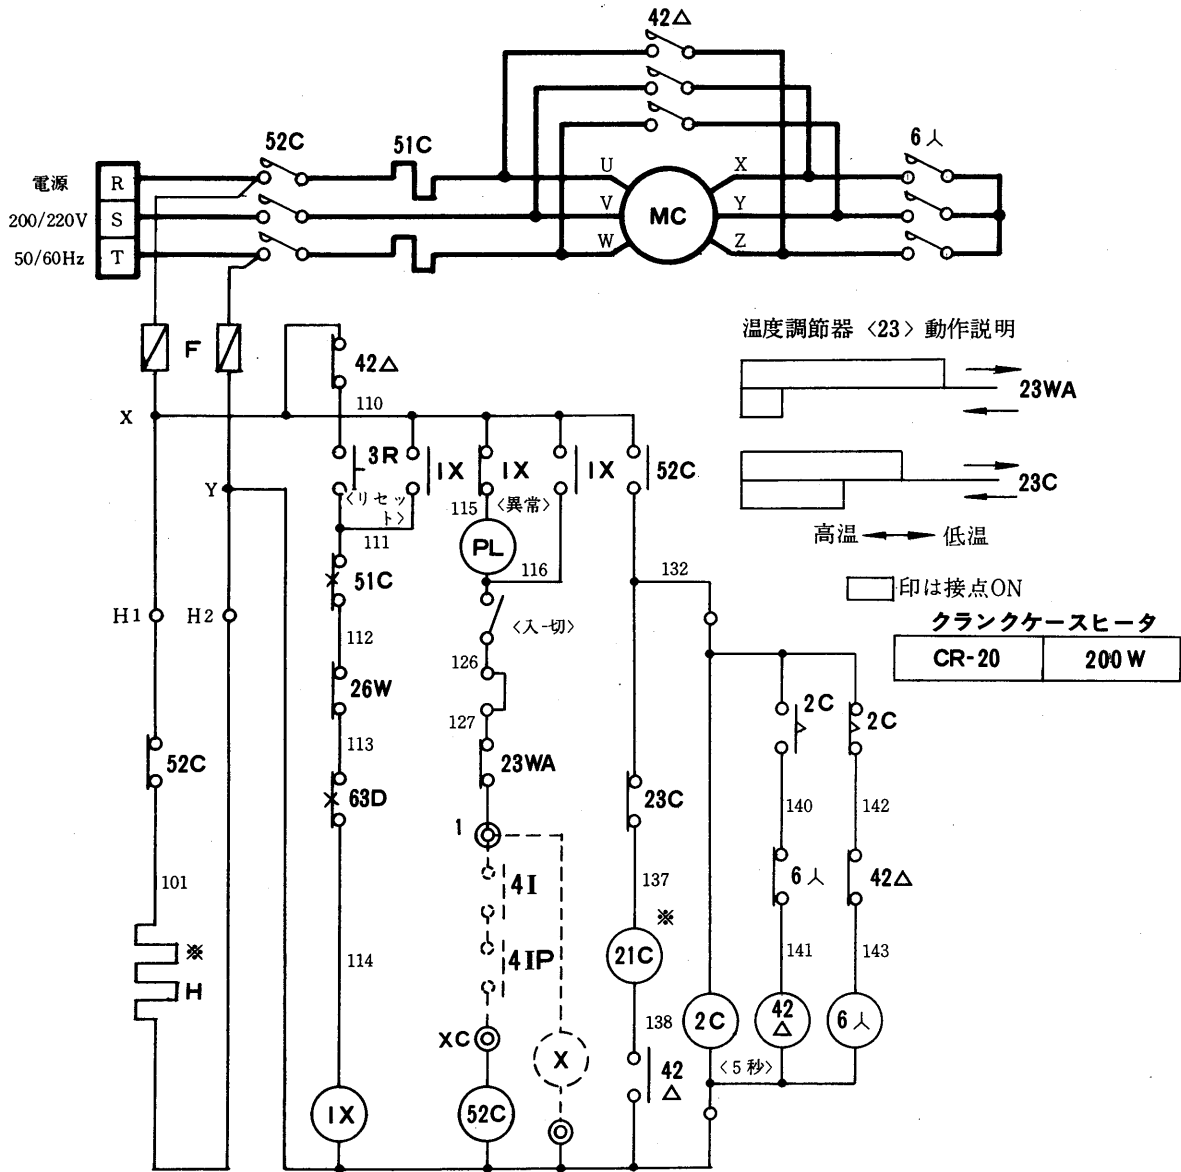 42△
52C
51C
6人
電源
200/220V
50/60Hz
R
S
T
U
V
W
MC
X
Y
Z
F
42△
110
X
Y
3R
〈リセット〉
1X
111
1X
115
〈異常〉
1X
52C
PL
116
〈入-切〉
132
温度調節器〈23〉動作説明
23WA
23C
高温 低温
印は接点ON
クランクケースヒータ
CR-20
200W
H1
H2
51C
112
26W
113
63D
114
126
127
23WA
1
4I
4IP
XC
X
52C
1X
52C
101
※
H
23C
137
※
21C
138
42△
2C
〈5秒〉
2C
140
6人
141
42△
2C
142
42△
143
6人